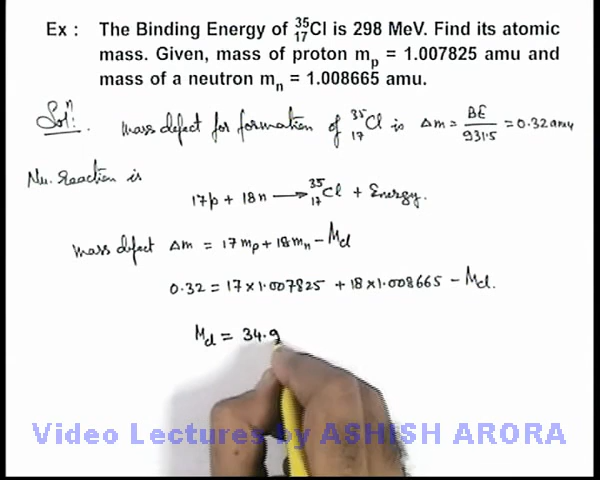 Ex : The Binding Energy of ³⁵₁₇Cl is 298 MeV. Find its atomic
mass. Given, mass of proton mₚ = 1.007825 amu and
mass of a neutron mₙ = 1.008665 amu.
Solⁿ. Mass defect for formation of ³⁵₁₇Cl is Δm = BE/931.5 = 0.32 amu
Nu. Reaction is
17p + 18n ⟶ ³⁵₁₇Cl + Energy.
Mass defect Δm = 17 mₚ + 18 mₙ − Mcl
0.32 = 17 × 1.007825 + 18 × 1.008665 − Mcl.
Mcl = 34.9
Video Lectures by ASHISH ARORA